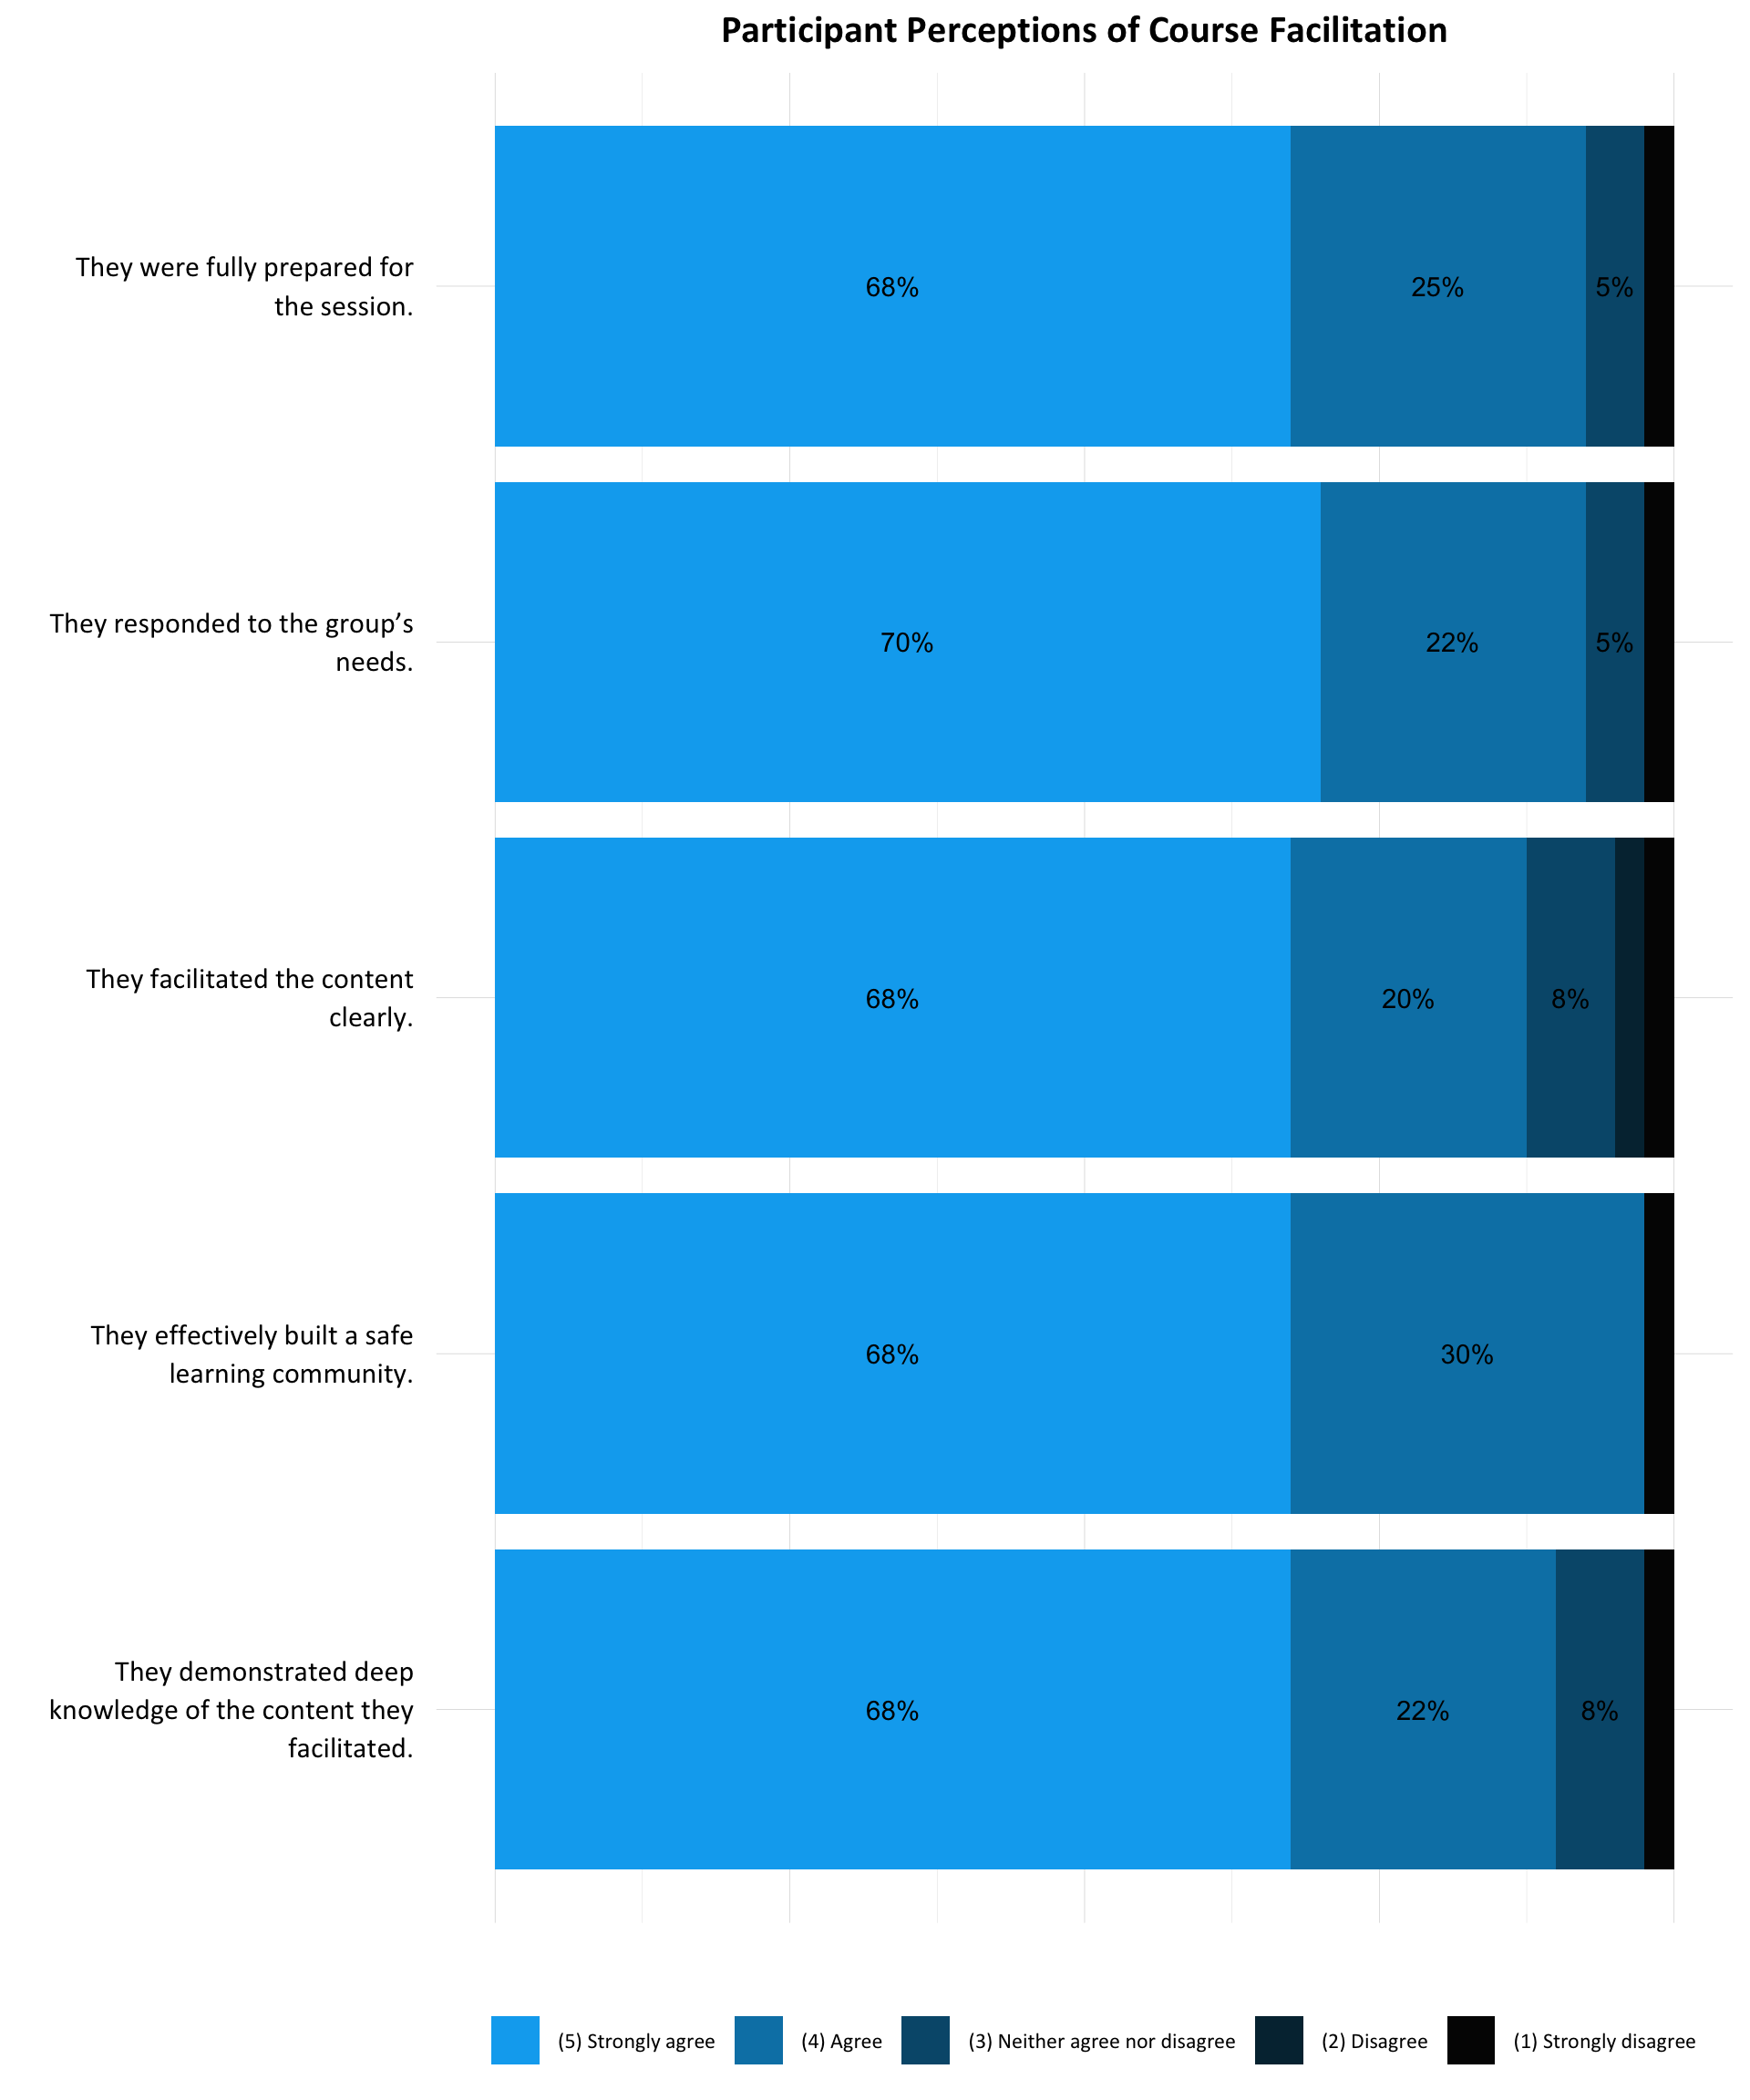 Participant Perceptions of Course Facilitation
They were fully prepared for
the session.
68%
25%
5%
They responded to the group’s
needs.
70%
22%
5%
They facilitated the content
clearly.
68%
20%
8%
They effectively built a safe
learning community.
68%
30%
They demonstrated deep
knowledge of the content they
facilitated.
68%
22%
8%
(5) Strongly agree
(4) Agree
(3) Neither agree nor disagree
(2) Disagree
(1) Strongly disagree